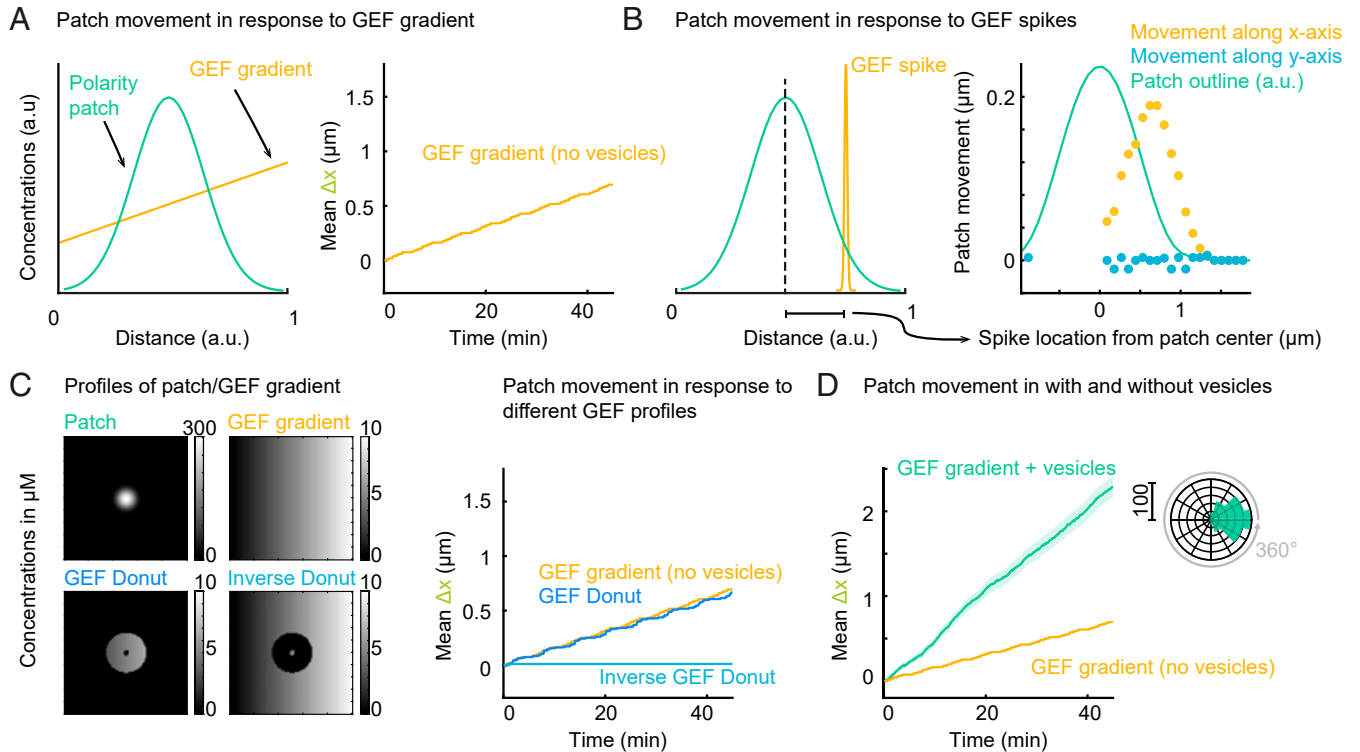 A Patch movement in response to GEF gradient
Concentrations (a.u)
Polarity
patch
GEF gradient
0
1
Distance (a.u.)
Mean Δx (μm)
1.5
1
0.5
0
GEF gradient (no vesicles)
0
20
40
Time (min)
B Patch movement in response to GEF spikes
GEF spike
0
1
Distance (a.u.)
Movement along x-axis
Movement along y-axis
Patch outline (a.u.)
Patch movement (μm)
0.2
0
0
1
Spike location from patch center (μm)
C Profiles of patch/GEF gradient
Concentrations in μM
Patch
300
0
GEF gradient
10
5
0
GEF Donut
10
5
0
Inverse Donut
10
5
0
Patch movement in response to
different GEF profiles
Mean Δx (μm)
1.5
1
0.5
0
GEF gradient (no vesicles)
GEF Donut
Inverse GEF Donut
0
20
40
Time (min)
D Patch movement in with and without vesicles
Mean Δx (μm)
2
1
0
GEF gradient + vesicles
GEF gradient (no vesicles)
0
20
40
Time (min)
100
360°